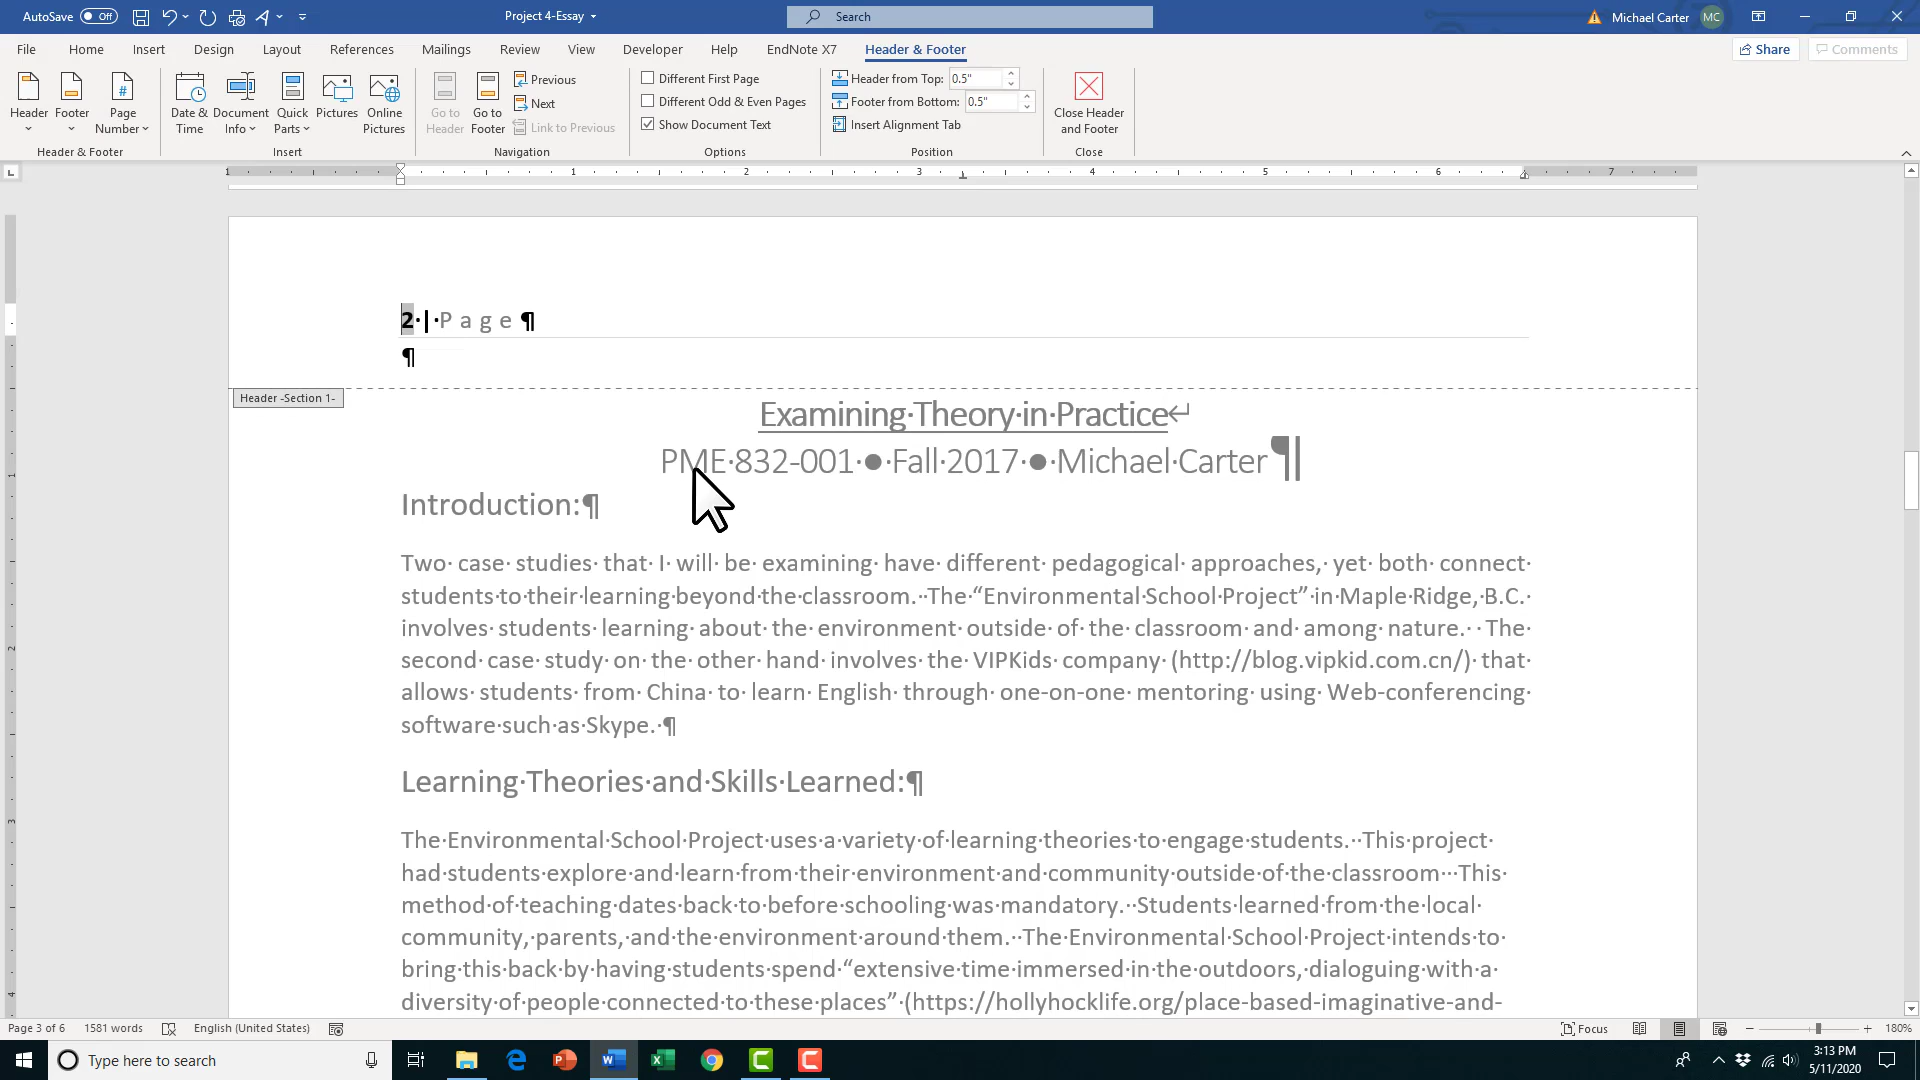 AutoSave Off Project 4-Essay Search Michael Carter MC
File Home Insert Design Layout References Mailings Review View Developer Help EndNote X7 Header & Footer Share Comments
Header Footer Page Number Date & Time Document Info Quick Parts Pictures Online Pictures Go to Header Go to Footer Previous Next Link to Previous
Different First Page
Different Odd & Even Pages
Show Document Text
Header from Top: 0.5"
Footer from Bottom: 0.5"
Insert Alignment Tab
Close Header and Footer
Header & Footer Insert Navigation Options Position Close
1 1 2 3 4 5 6 7
2·|·Page¶
¶
Header -Section 1-
Examining·Theory·in·Practice↵
PME·832-001·●·Fall·2017·●·Michael·Carter¶
Introduction:¶
Two· case· studies· that· I· will· be· examining· have· different· pedagogical· approaches,· yet· both· connect·
students·to·their·learning·beyond·the·classroom.··The·“Environmental·School·Project”·in·Maple·Ridge,·B.C.·
involves· students· learning· about· the· environment· outside· of· the· classroom· and· among· nature.· · The·
second· case· study· on· the· other· hand· involves· the· VIPKids· company· (http://blog.vipkid.com.cn/)· that·
allows· students· from· China· to· learn· English· through· one-on-one· mentoring· using· Web-conferencing·
software·such·as·Skype.·¶
Learning·Theories·and·Skills·Learned:¶
The·Environmental·School·Project·uses·a·variety·of·learning·theories·to·engage·students.··This·project·
had·students·explore·and·learn·from·their·environment·and·community·outside·of·the·classroom···This·
method·of·teaching·dates·back·to·before·schooling·was·mandatory.··Students·learned·from·the·local·
community,·parents,·and·the·environment·around·them.··The·Environmental·School·Project·intends·to·
bring·this·back·by·having·students·spend·“extensive·time·immersed·in·the·outdoors,·dialoguing·with·a·
diversity·of·people·connected·to·these·places”·(https://hollyhocklife.org/place-based-imaginative-and-
1 2 3 4
Page 3 of 6 1581 words English (United States) Focus 180%
Type here to search 3:13 PM
5/11/2020